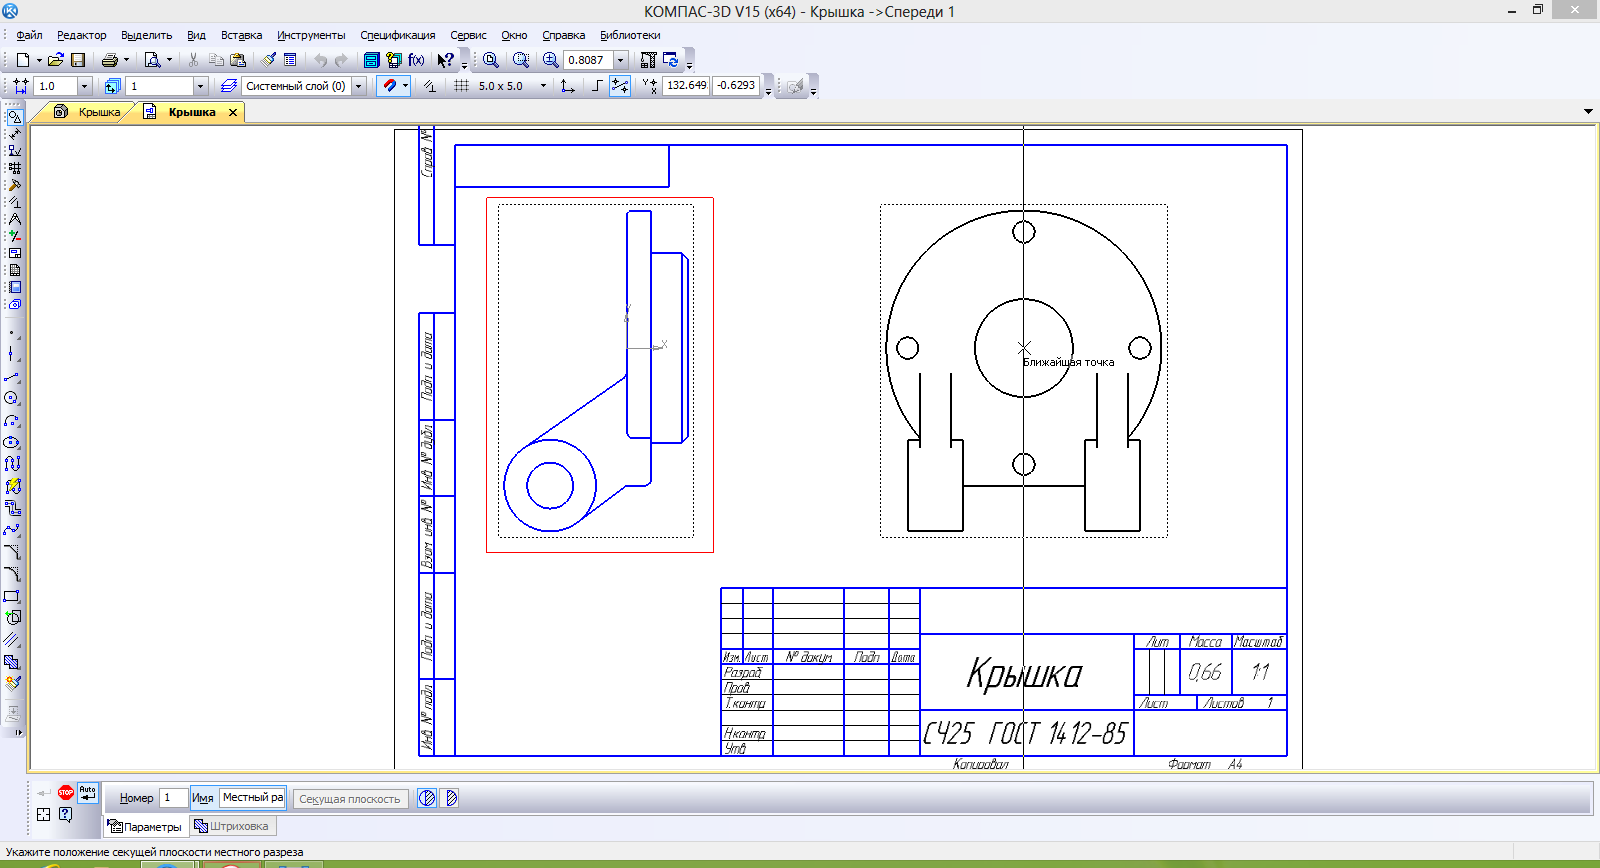 КОМПАС-3D V15 (x64) - Крышка ->Спереди 1
Файл Редактор Выделить Вид Вставка Инструменты Спецификация Сервис Окно Справка Библиотеки
f(x) 0.8087
1.0 1 Системный слой (0) 5.0 x 5.0 132.649 -0.6293
Крышка Крышка
Справ №
Подп и дата
Инв № дубл
Взам инв №
Подп и дата
Инв № подл
Y
X
Ближайшая точка
Изм. Лист № докум Подп Дата
Разраб
Пров
Т.контр
Н.контр
Утв
Крышка
СЧ25 ГОСТ 1412-85
Лит Масса Масштаб
0,66 1:1
Лист Листов 1
Копировал Формат А4
STOP Auto
Номер 1 Имя Местный ра Секущая плоскость
Параметры Штриховка
Укажите положение секущей плоскости местного разреза